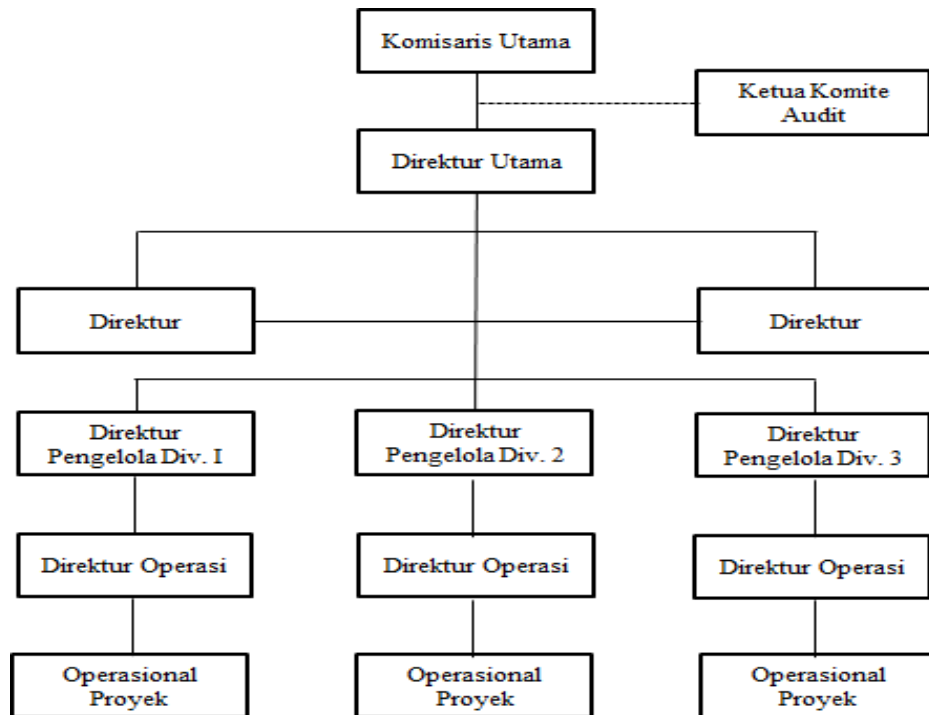 Komisaris Utama
Ketua Komite
Audit
Direktur Utama
Direktur
Direktur
Direktur
Pengelola Div. I
Direktur
Pengelola Div. 2
Direktur
Pengelola Div. 3
Direktur Operasi
Direktur Operasi
Direktur Operasi
Operasional
Proyek
Operasional
Proyek
Operasional
Proyek